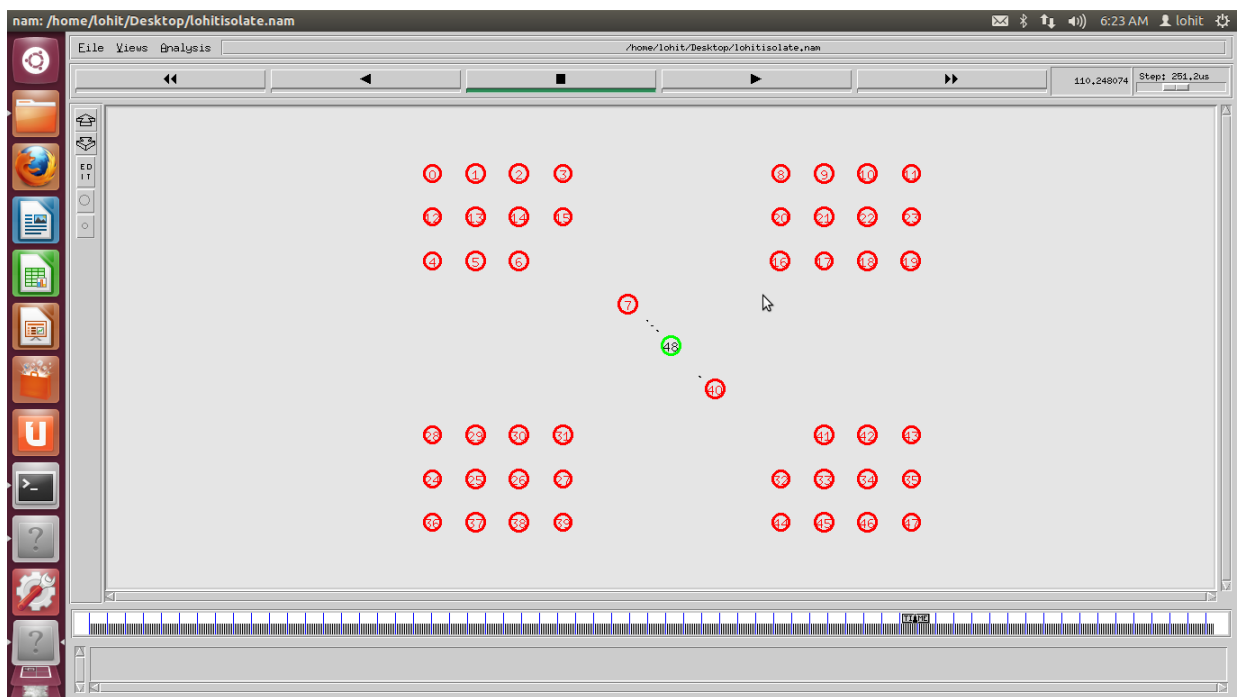 nam: /home/lohit/Desktop/lohitisolate.nam 6:23 AM lohit
File Views Analysis /home/lohit/Desktop/lohitisolate.nam
110.248074 Step: 251.2us
ED
IT
0 1 2 3 8 9 10 11
12 13 14 15 20 21 22 23
4 5 6 16 17 18 19
7
48
40
28 29 30 31 41 42 43
24 25 26 27 32 33 34 35
36 37 38 39 44 45 46 47
TIME